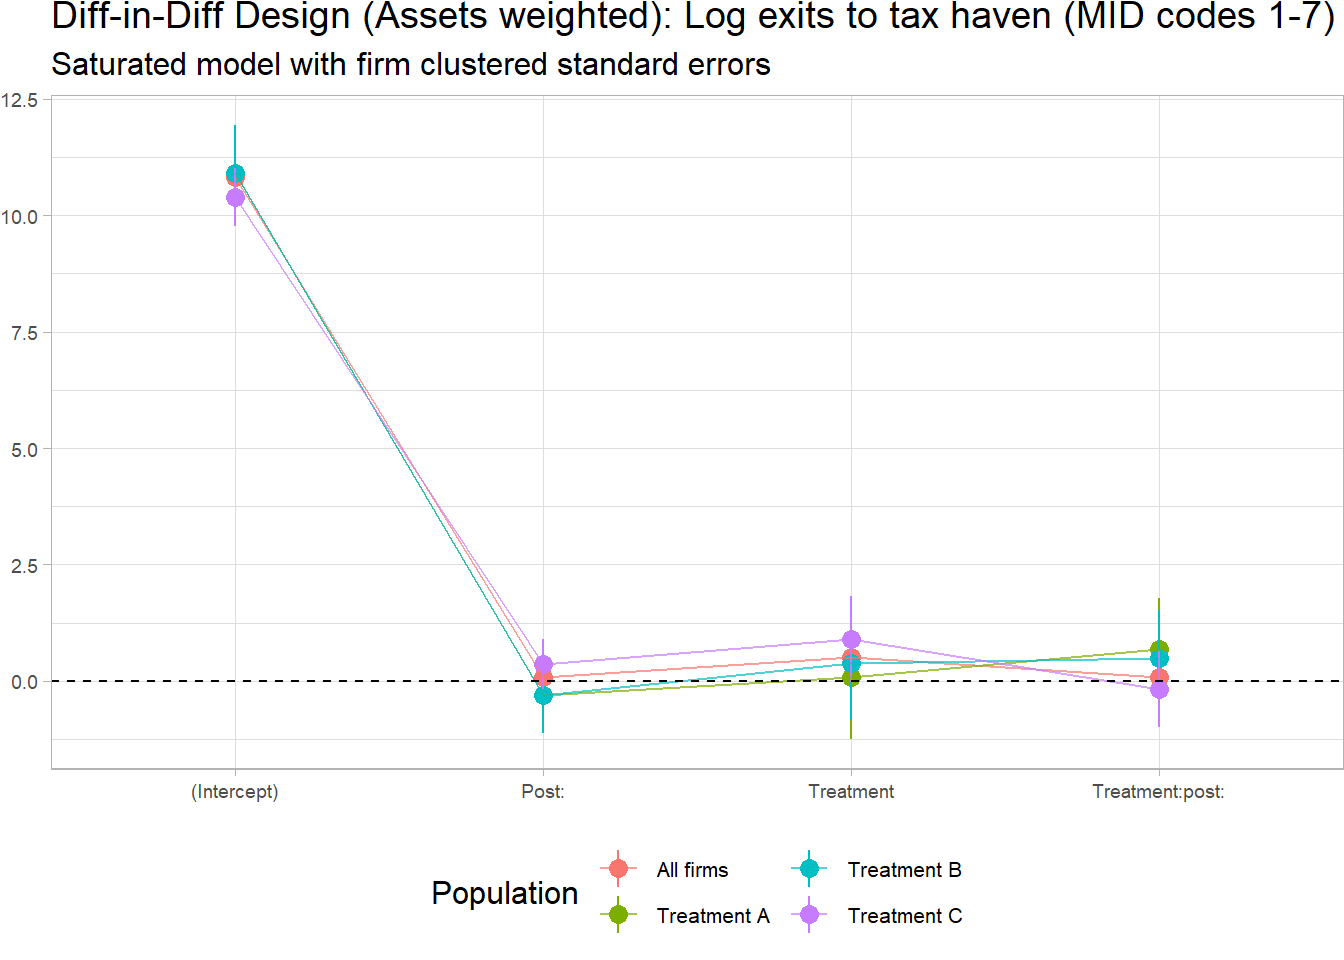 Diff-in-Diff Design (Assets weighted): Log exits to tax haven (MID codes 1-7)
Saturated model with firm clustered standard errors
12.5
10.0
7.5
5.0
2.5
0.0
(Intercept)
Post:
Treatment
Treatment:post:
Population
All firms
Treatment B
Treatment A
Treatment C